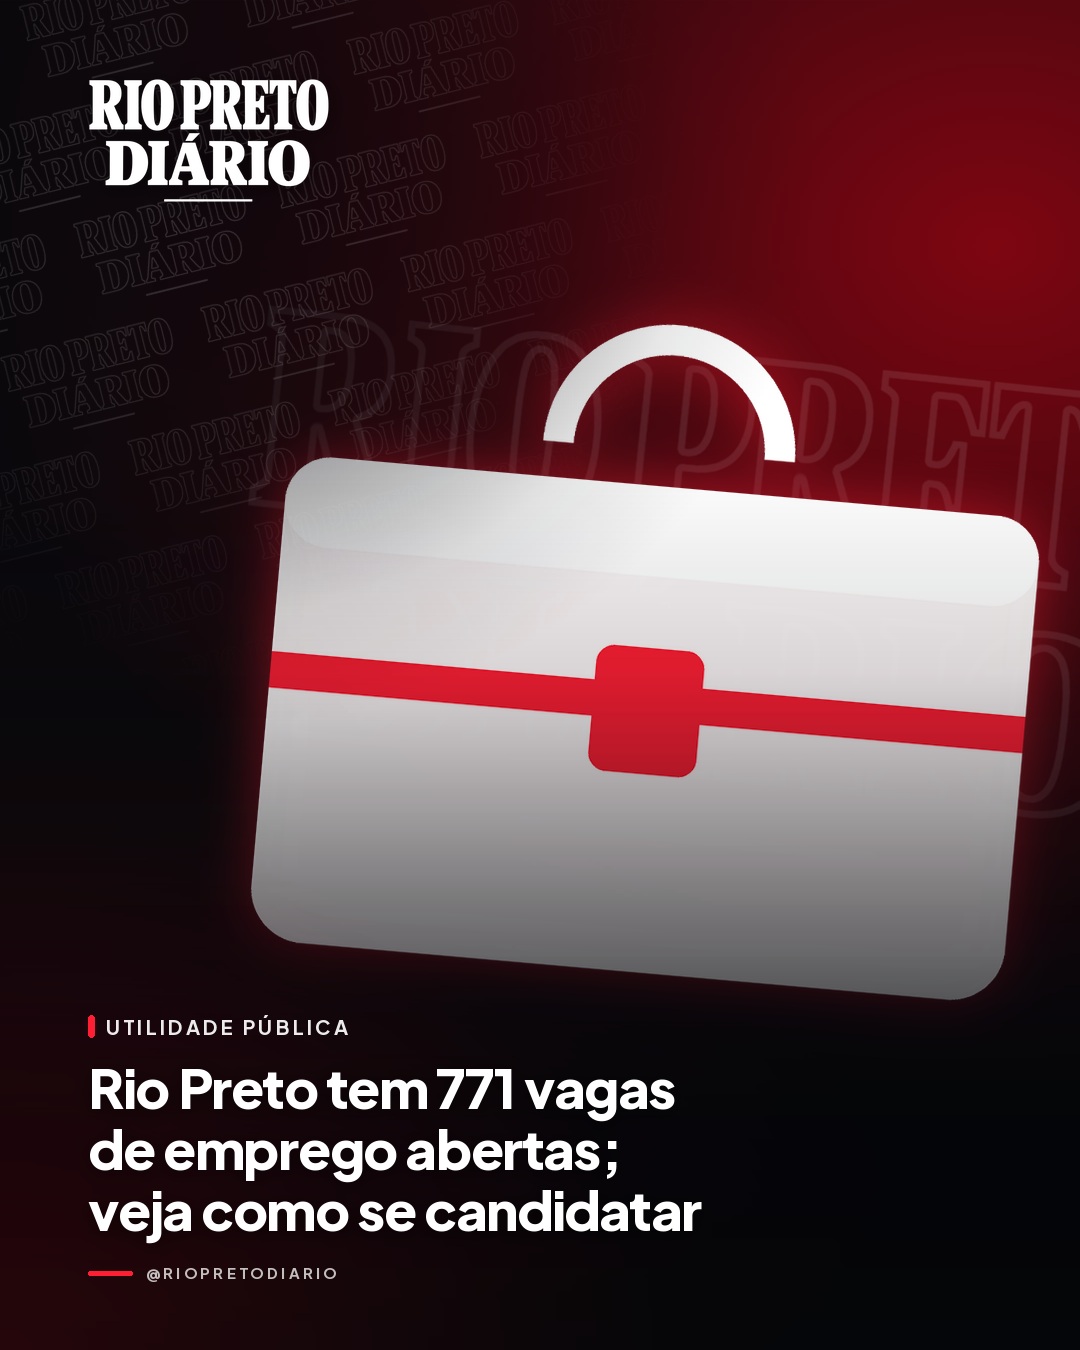 RIO PRETO
DIÁRIO
UTILIDADE PÚBLICA
Rio Preto tem 771 vagas
de emprego abertas;
veja como se candidatar
@RIOPRETODIARIO